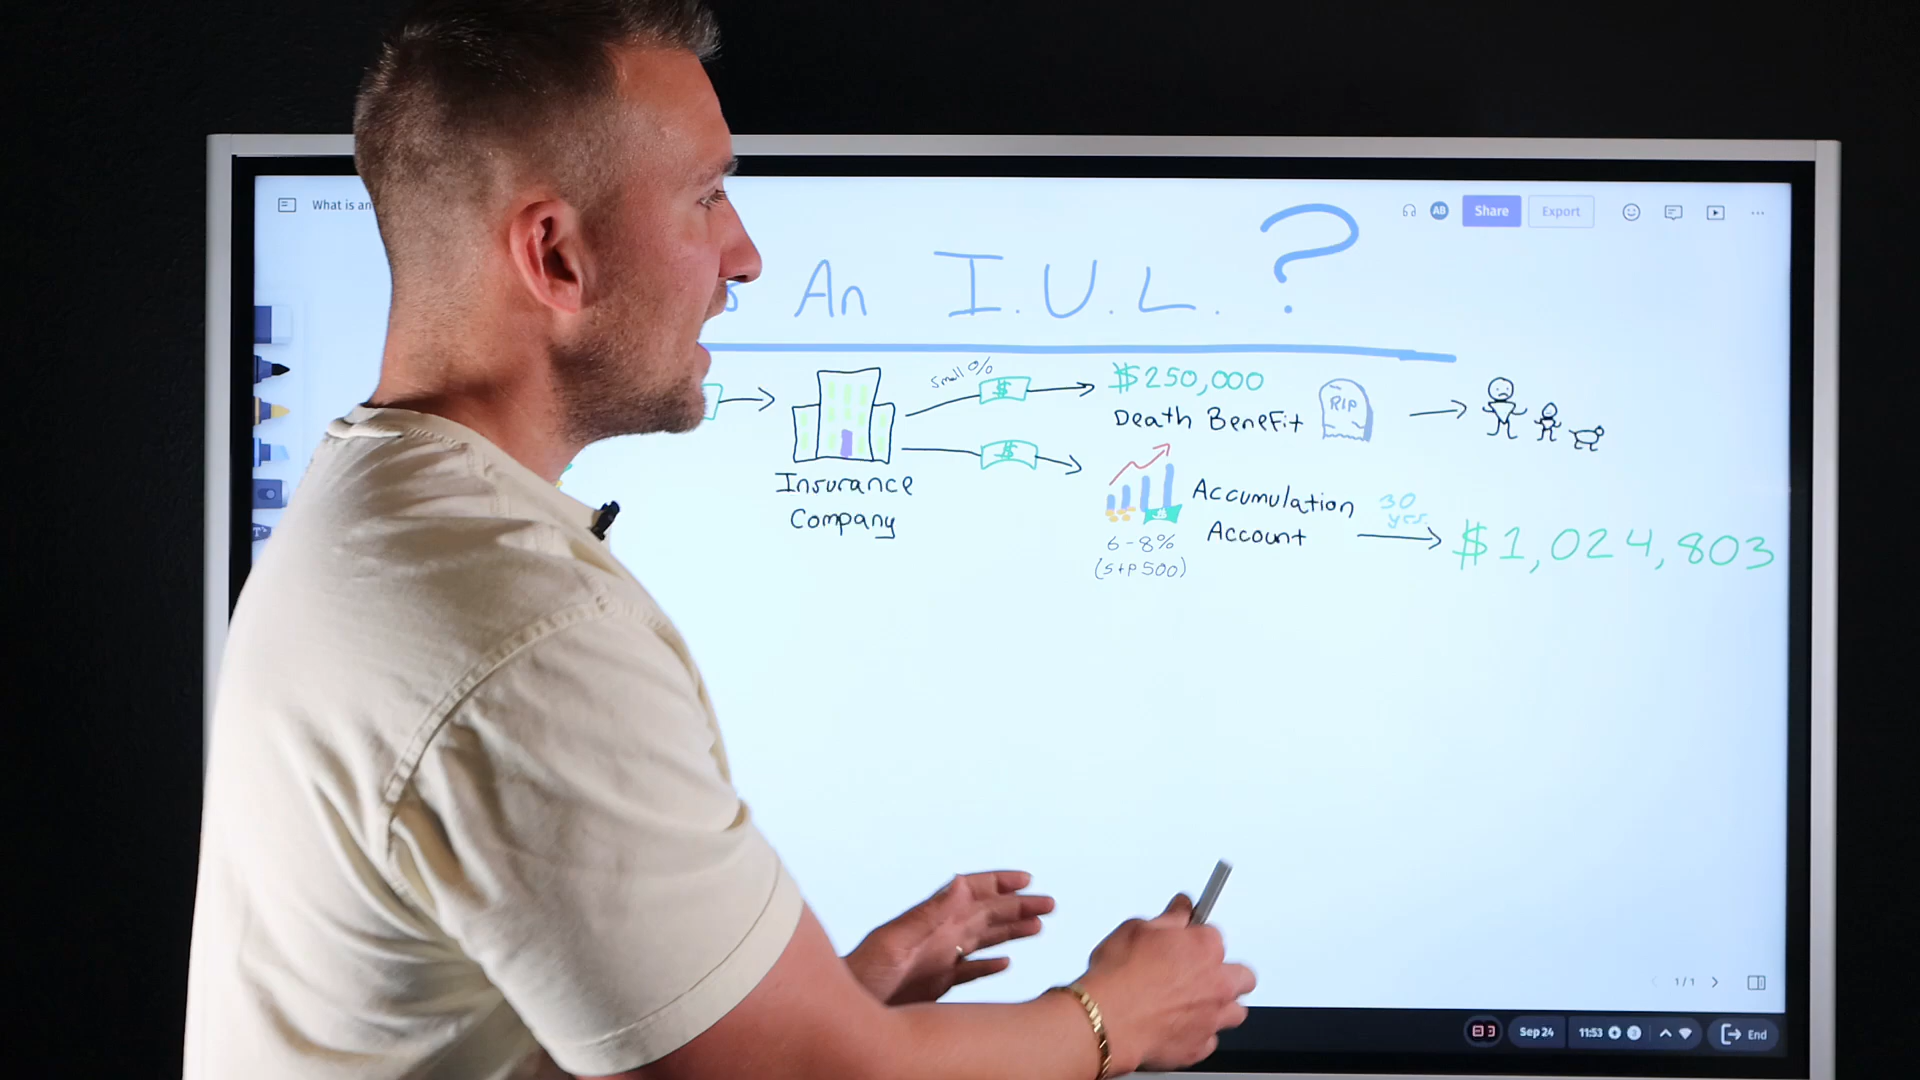 What is an
Share
Export
AB
An I.U.L. ?
small %
$
$250,000
Death Benefit
RIP
$
Insurance
Company
Accumulation
Account
$
6-8%
(S+P 500)
30
yrs.
$1,024,803
1/1
Sep 24
11:53
End